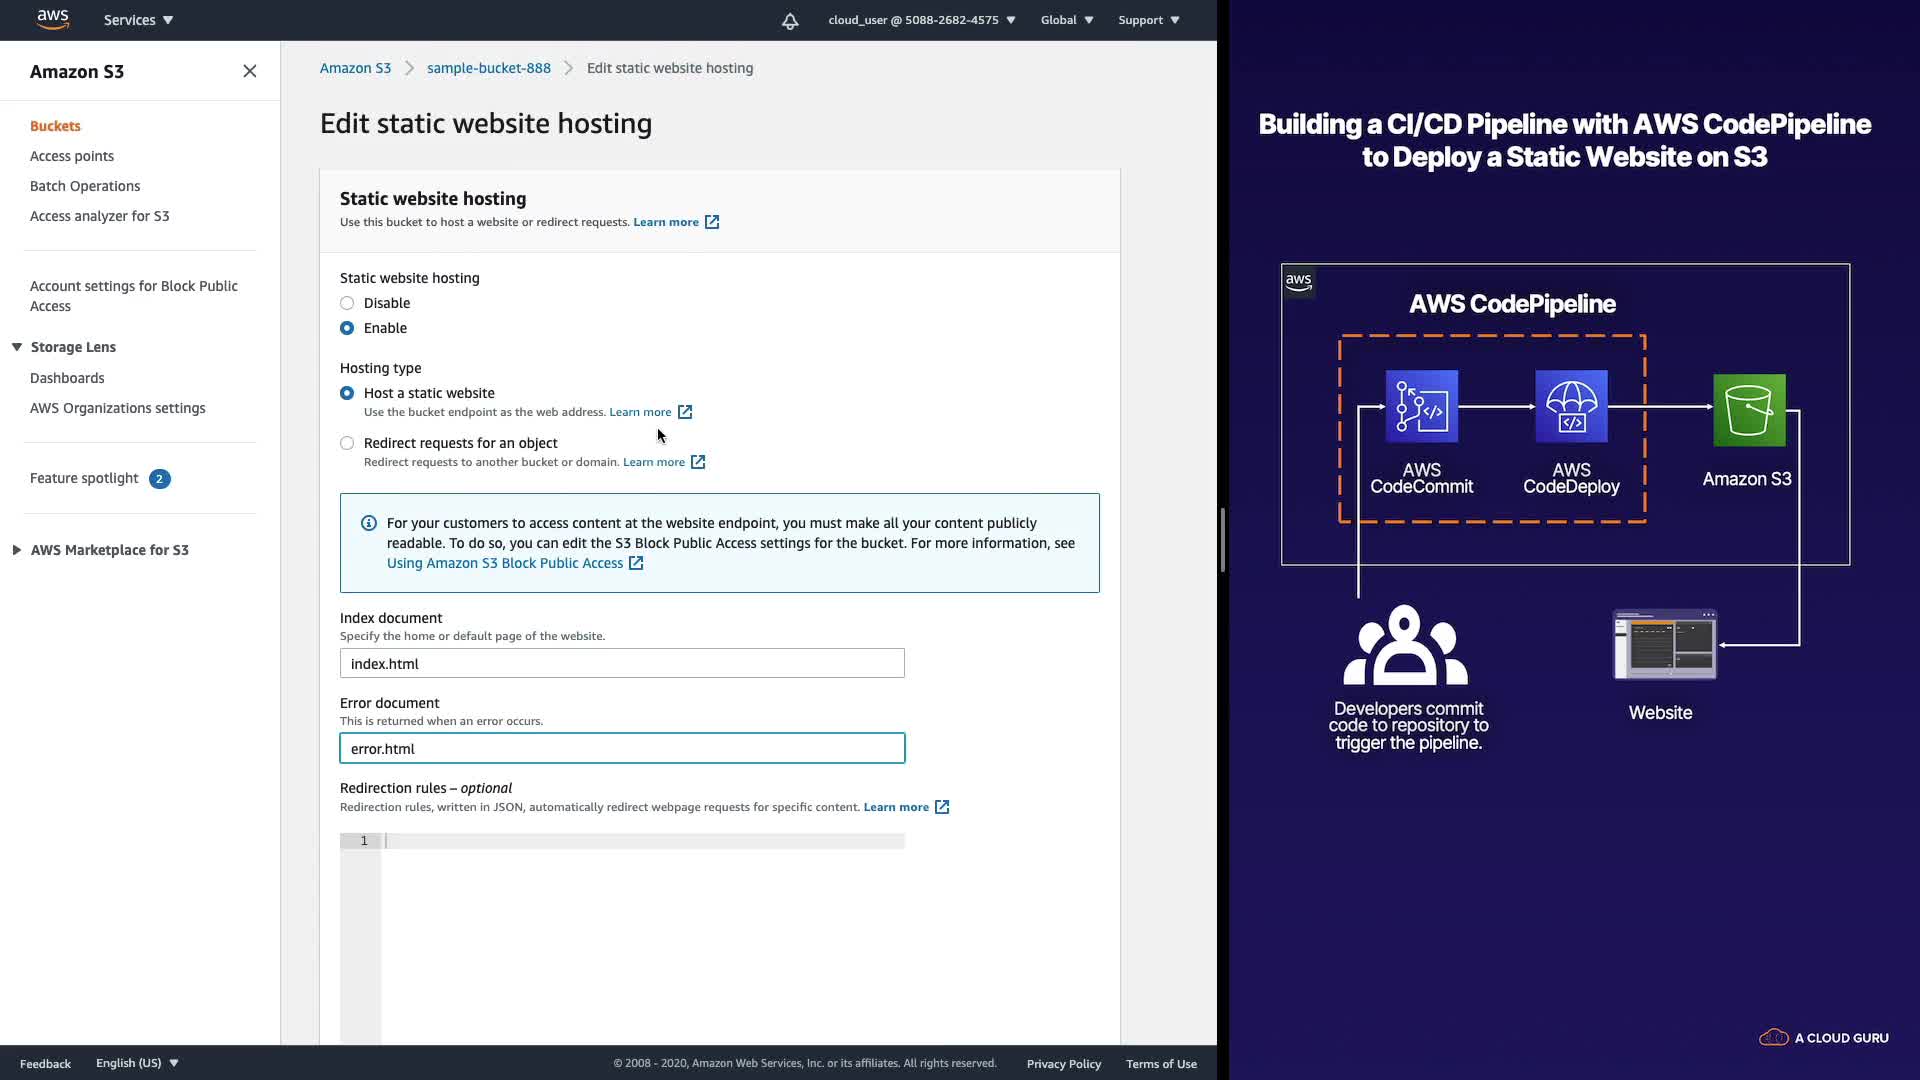 aws
Services
cloud_user @ 5088-2682-4575
Global
Support
Amazon S3
Buckets
Access points
Batch Operations
Access analyzer for S3
Account settings for Block Public
Access
Storage Lens
Dashboards
AWS Organizations settings
Feature spotlight 2
AWS Marketplace for S3
Amazon S3 > sample-bucket-888 > Edit static website hosting
Edit static website hosting
Static website hosting
Use this bucket to host a website or redirect requests. Learn more
Static website hosting
Disable
Enable
Hosting type
Host a static website
Use the bucket endpoint as the web address. Learn more
Redirect requests for an object
Redirect requests to another bucket or domain. Learn more
For your customers to access content at the website endpoint, you must make all your content publicly
readable. To do so, you can edit the S3 Block Public Access settings for the bucket. For more information, see
Using Amazon S3 Block Public Access
Index document
Specify the home or default page of the website.
index.html
Error document
This is returned when an error occurs.
error.html
Redirection rules – optional
Redirection rules, written in JSON, automatically redirect webpage requests for specific content. Learn more
1
Feedback
English (US)
© 2008 - 2020, Amazon Web Services, Inc. or its affiliates. All rights reserved.
Privacy Policy
Terms of Use
Building a CI/CD Pipeline with AWS CodePipeline
to Deploy a Static Website on S3
aws
AWS CodePipeline
AWS
CodeCommit
AWS
CodeDeploy
Amazon S3
Developers commit
code to repository to
trigger the pipeline.
Website
A CLOUD GURU